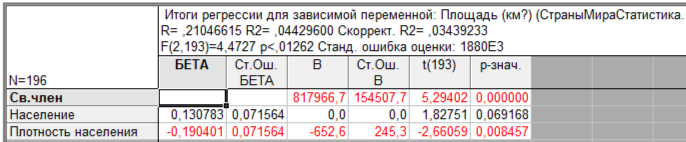 Итоги регрессии для зависимой переменной: Площадь (км?) (СтраныМираСтатистика.
R= ,21046615 R2= ,04429600 Скоррект. R2= ,03439233
F(2,193)=4,4727 p<,01262 Станд. ошибка оценки: 1880E3
N=196 БЕТА Ст.Ош. БЕТА B Ст.Ош. B t(193) p-знач.
Св.член 817966,7 154507,7 5,29402 0,000000
Население 0,130783 0,071564 0,0 0,0 1,82751 0,069168
Плотность населения -0,190401 0,071564 -652,6 245,3 -2,66059 0,008457